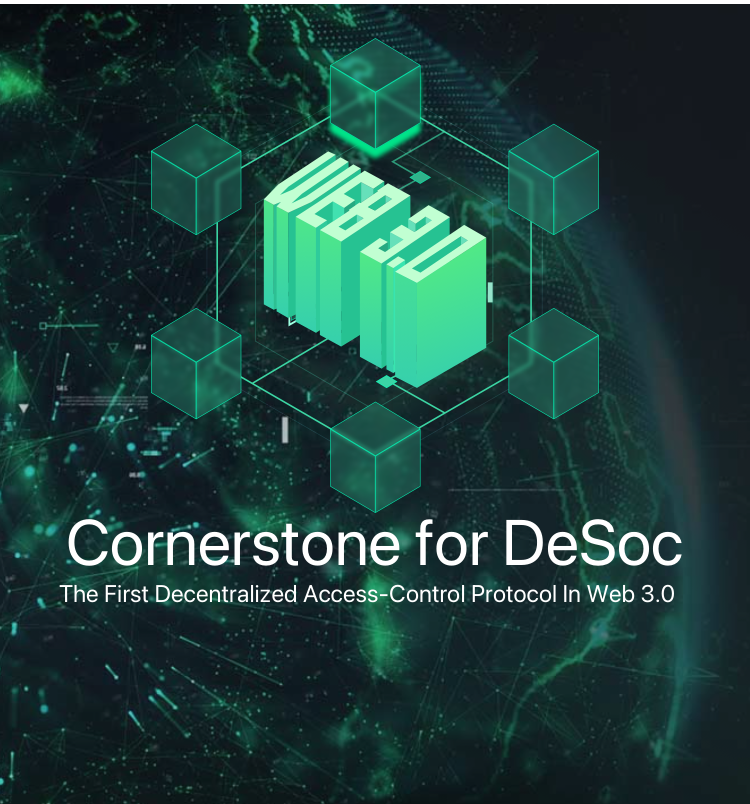 WEB
3.0
Cornerstone for DeSoc
The First Decentralized Access-Control Protocol In Web 3.0